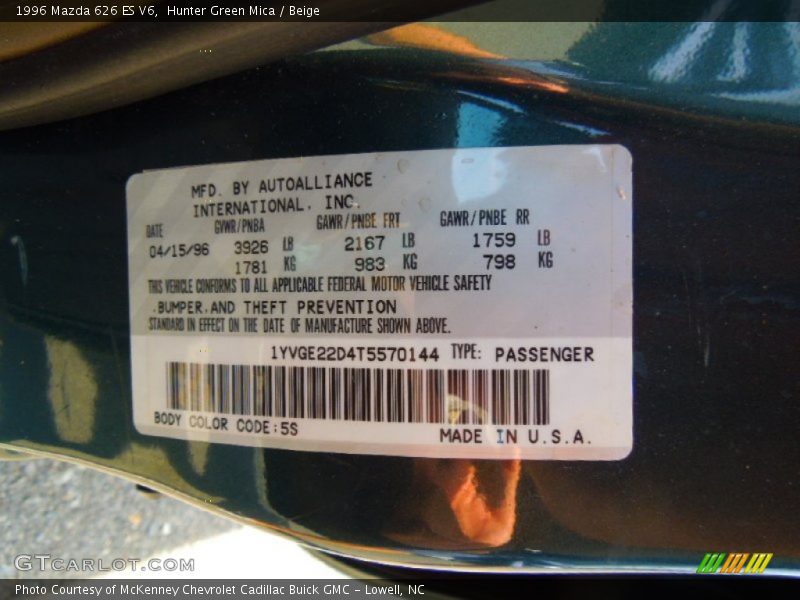 1996 Mazda 626 ES V6, Hunter Green Mica / Beige
MFD. BY AUTOALLIANCE
INTERNATIONAL, INC.
DATE GVWR/PNBA GAWR/PNBE FRT GAWR/PNBE RR
04/15/96 3926 LB 2167 LB 1759 LB
1781 KG 983 KG 798 KG
THIS VEHICLE CONFORMS TO ALL APPLICABLE FEDERAL MOTOR VEHICLE SAFETY
,BUMPER,AND THEFT PREVENTION
STANDARD IN EFFECT ON THE DATE OF MANUFACTURE SHOWN ABOVE.
1YVGE22D4T5570144 TYPE: PASSENGER
BODY COLOR CODE:5S
MADE IN U.S.A.
GTCARLOT.COM
Photo Courtesy of McKenney Chevrolet Cadillac Buick GMC - Lowell, NC